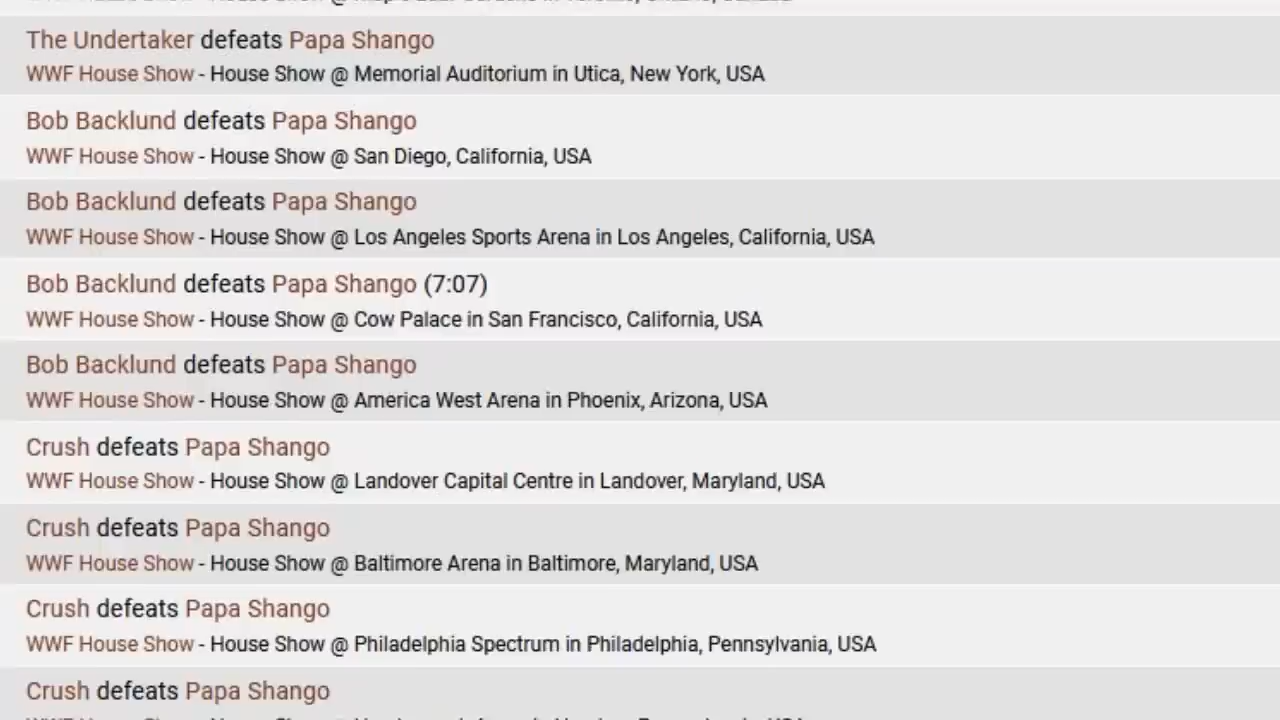 The Undertaker defeats Papa Shango
WWF House Show - House Show @ Memorial Auditorium in Utica, New York, USA
Bob Backlund defeats Papa Shango
WWF House Show - House Show @ San Diego, California, USA
Bob Backlund defeats Papa Shango
WWF House Show - House Show @ Los Angeles Sports Arena in Los Angeles, California, USA
Bob Backlund defeats Papa Shango (7:07)
WWF House Show - House Show @ Cow Palace in San Francisco, California, USA
Bob Backlund defeats Papa Shango
WWF House Show - House Show @ America West Arena in Phoenix, Arizona, USA
Crush defeats Papa Shango
WWF House Show - House Show @ Landover Capital Centre in Landover, Maryland, USA
Crush defeats Papa Shango
WWF House Show - House Show @ Baltimore Arena in Baltimore, Maryland, USA
Crush defeats Papa Shango
WWF House Show - House Show @ Philadelphia Spectrum in Philadelphia, Pennsylvania, USA
Crush defeats Papa Shango